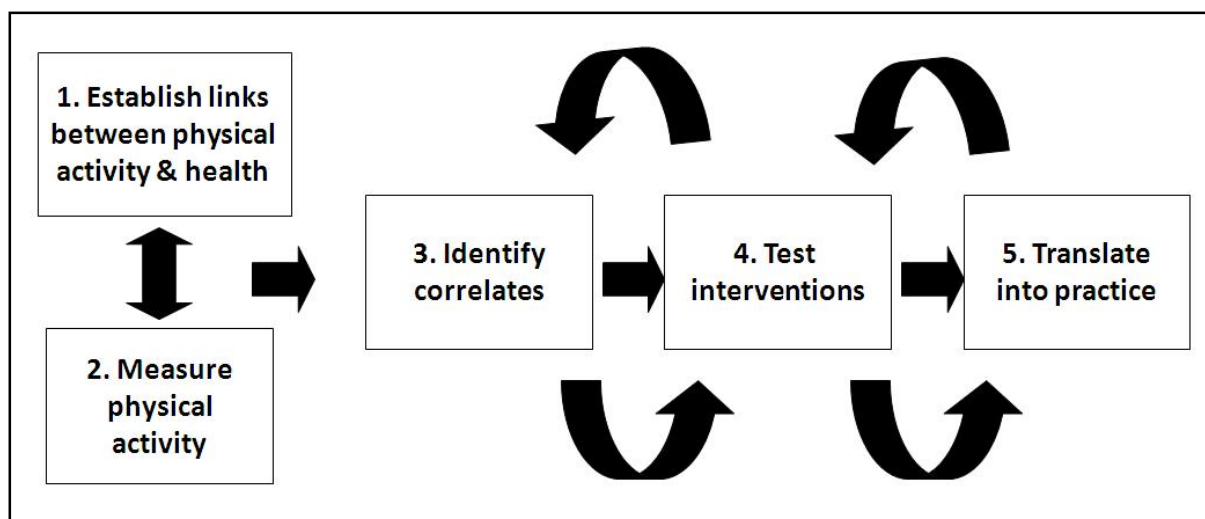 1. Establish links
between physical
activity & health
2. Measure
physical
activity
3. Identify
correlates
4. Test
interventions
5. Translate
into practice